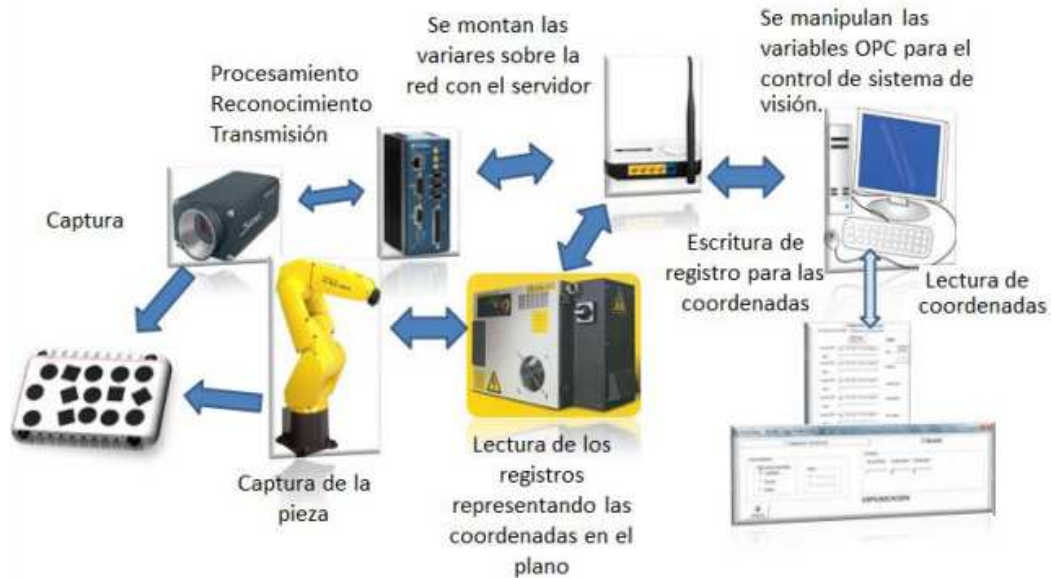 Se montan las
variares sobre la
red con el servidor
Se manipulan las
variables OPC para el
control de sistema de
visión.
Procesamiento
Reconocimiento
Transmisión
Captura
Escritura de
registro para las
coordenadas
Lectura de
coordenadas
Captura de la
pieza
Lectura de los
registros
representando las
coordenadas en el
plano